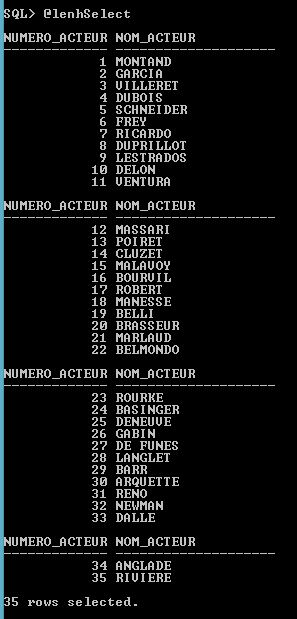 SQL> @lenhSelect
NUMERO_ACTEUR NOM_ACTEUR
1 MONTAND
2 GARCIA
3 VILLERET
4 DUBOIS
5 SCHNEIDER
6 FREY
7 RICARDO
8 DUPRILLOT
9 LESTRADOS
10 DELON
11 VENTURA
NUMERO_ACTEUR NOM_ACTEUR
12 MASSARI
13 POIRET
14 CLUZET
15 MALAVOY
16 BOURVIL
17 ROBERT
18 MANESSE
19 BELLI
20 BRASSEUR
21 MARLAUD
22 BELMONDO
NUMERO_ACTEUR NOM_ACTEUR
23 ROURKE
24 BASINGER
25 DENEUVE
26 GABIN
27 DE FUNES
28 LANGLET
29 BARR
30 ARQUETTE
31 RENO
32 NEWMAN
33 DALLE
NUMERO_ACTEUR NOM_ACTEUR
34 ANGLADE
35 RIVIERE
35 rows selected.